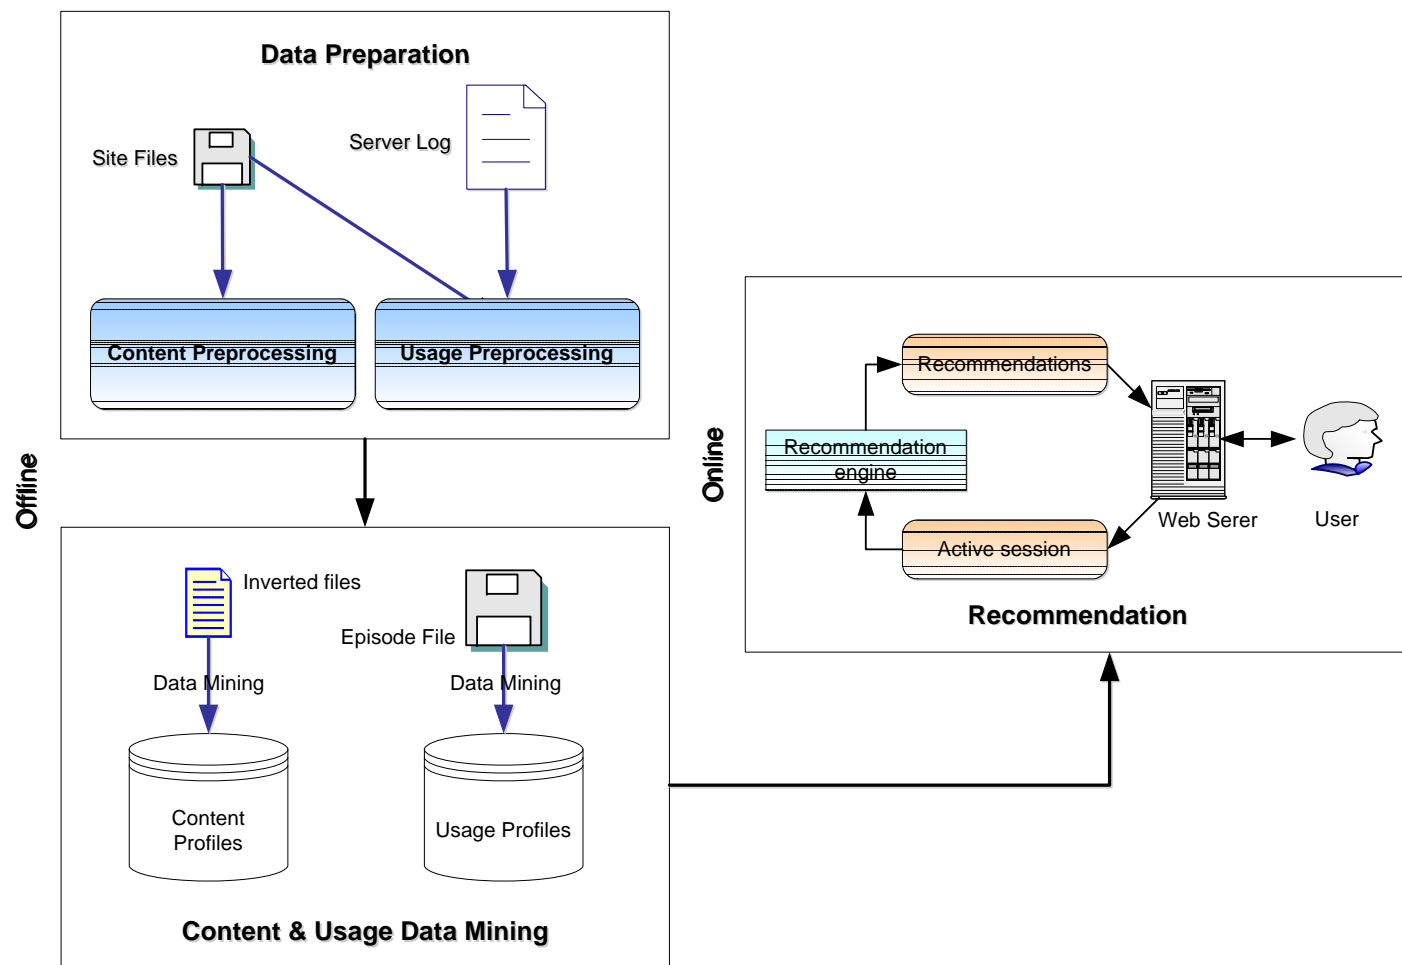 Data Preparation
Site Files
Server Log
Content Preprocessing
Usage Preprocessing
Offline
Inverted files
Episode File
Data Mining
Data Mining
Content
Profiles
Usage Profiles
Content & Usage Data Mining
Online
Recommendations
Recommendation
engine
Active session
Web Serer
User
Recommendation